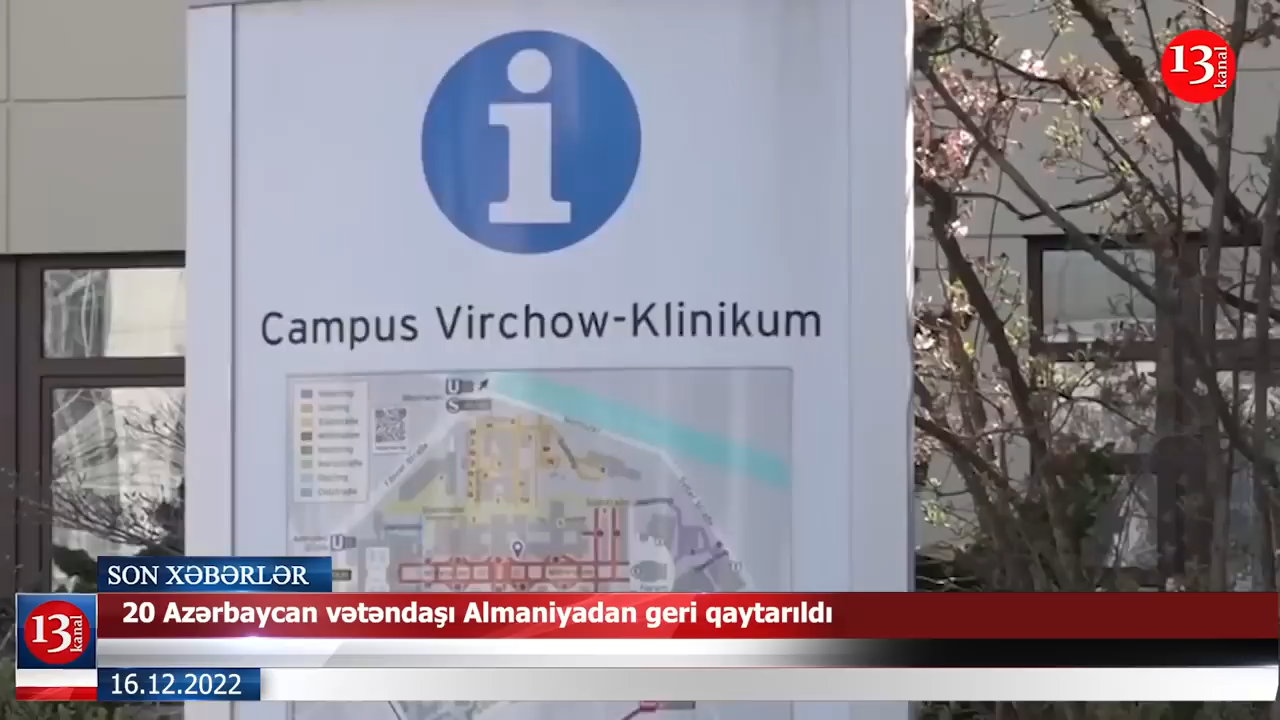 13 kanal
i
Campus Virchow-Klinikum
U
S
U
SON XƏBƏRLƏR
20 Azərbaycan vətəndaşı Almaniyadan geri qaytarıldı
13 kanal
16.12.2022